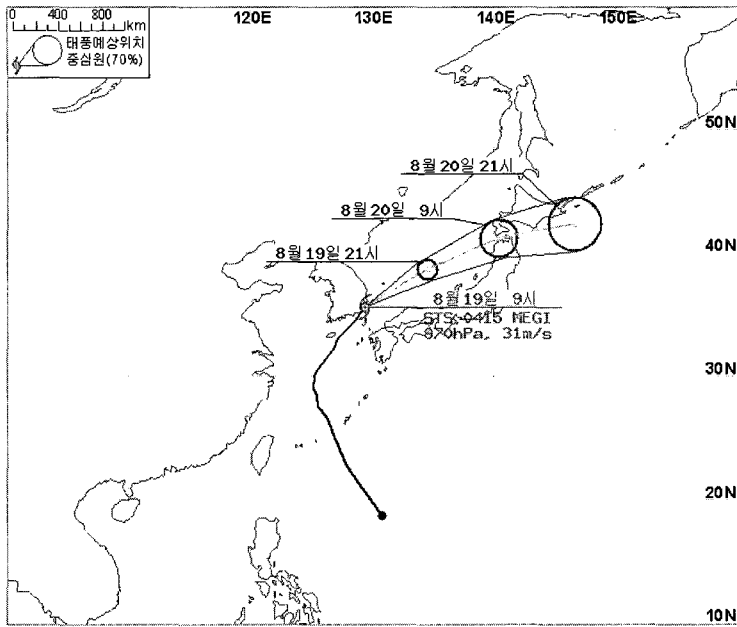 0 400 800 km
태풍예상위치
중심원(70%)
120E 130E 140E 150E
50N
8월 20일 21시
8월 20일 9시
40N
8월 19일 21시
8월 19일 9시
STS 0415 MEGI
970hPa, 31m/s
30N
20N
10N